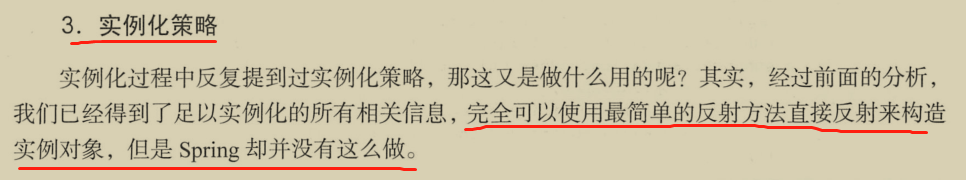 3．实例化策略
实例化过程中反复提到过实例化策略，那这又是做什么用的呢？其实，经过前面的分析，
我们已经得到了足以实例化的所有相关信息，完全可以使用最简单的反射方法直接反射来构造
实例对象，但是 Spring 却并没有这么做。